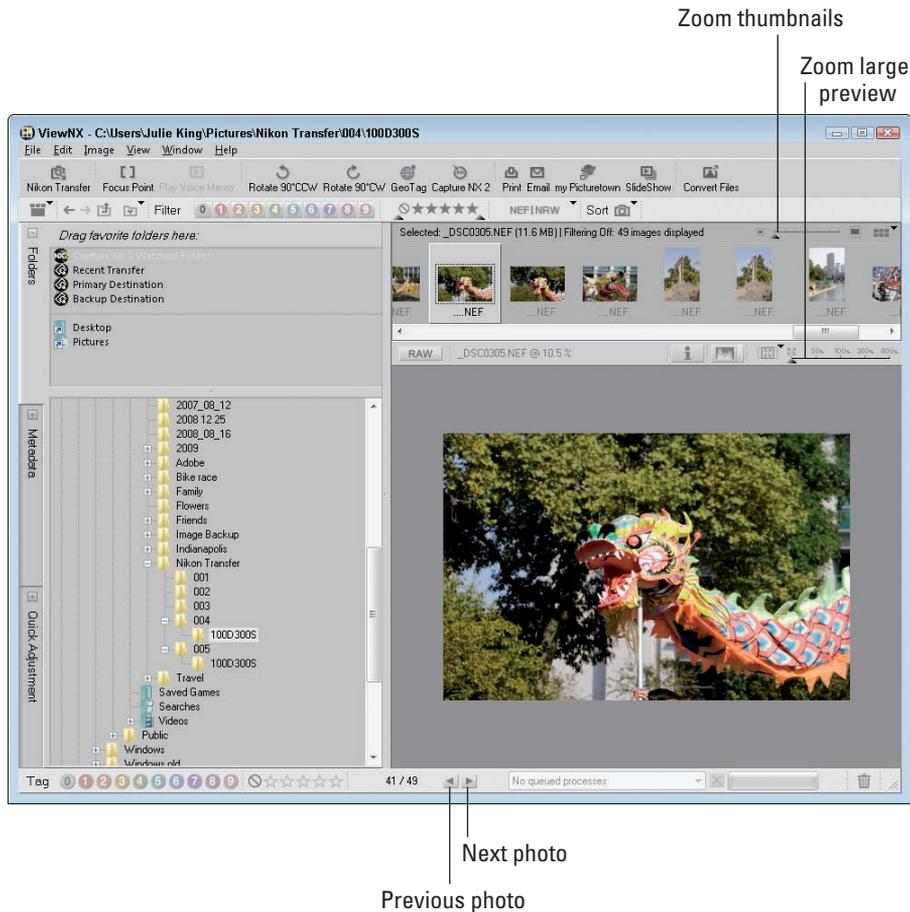 Zoom thumbnails
Zoom large
preview
ViewNX - C:\Users\Julie King\Pictures\Nikon Transfer\004\100D300S
File Edit Image View Window Help
Nikon Transfer Focus Point Play Voice Memo Rotate 90°CCW Rotate 90°CW GeoTag Capture NX 2 Print Email my Picturetown SlideShow Convert Files
Filter 0 1 2 3 4 5 6 7 8 9 NEF|NRW Sort
Folders
Drag favorite folders here:
Capture NX 2 Watched Folder
Recent Transfer
Primary Destination
Backup Destination
Desktop
Pictures
Selected: _DSC0305.NEF (11.6 MB) | Filtering Off: 49 images displayed
NEF ....NEF ....NEF ....NEF ....NEF ....NEF ....NEF
RAW _DSC0305.NEF @ 10.5 % 50% 100% 200% 400%
Metadata
Quick Adjustment
2007_08_12
2008 12 25
2008_08_16
2009
Adobe
Bike race
Family
Flowers
Friends
Image Backup
Indianapolis
Nikon Transfer
001
002
003
004
100D300S
005
100D300S
Travel
Saved Games
Searches
Videos
Public
Windows
Windows old
Tag 0 1 2 3 4 5 6 7 8 9 41 / 49 No queued processes
Next photo
Previous photo